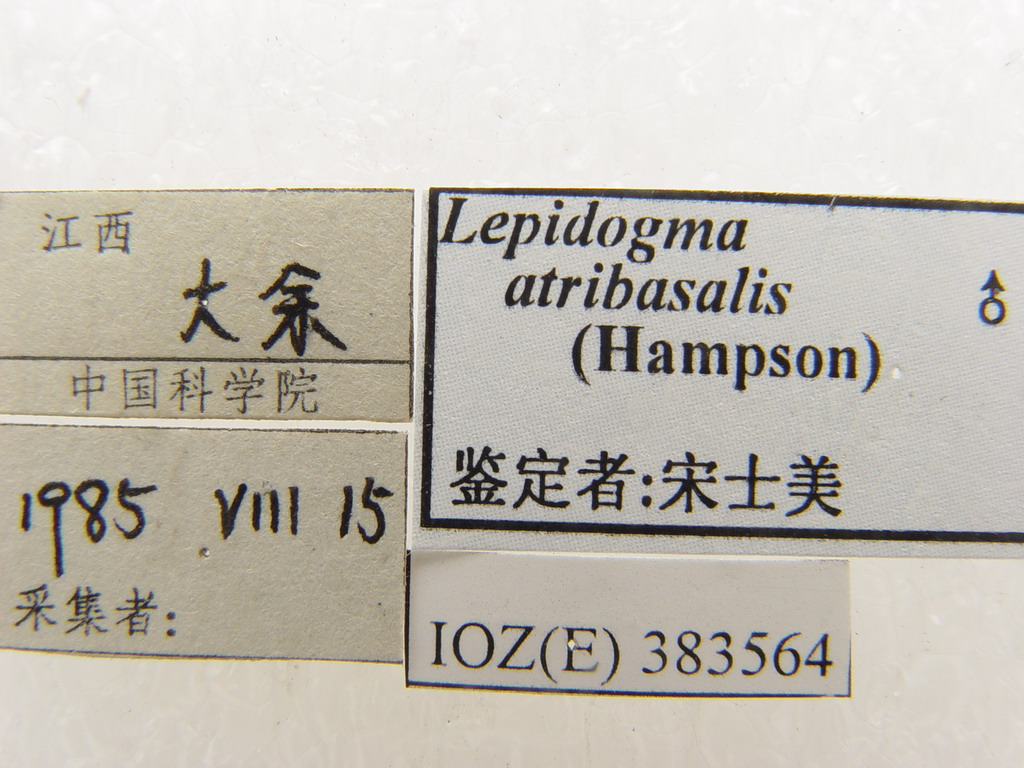 江西
大余
中国科学院
1985 VIII 15
采集者:
Lepidogma
atribasalis ♂
(Hampson)
鉴定者:宋士美
IOZ(E) 383564